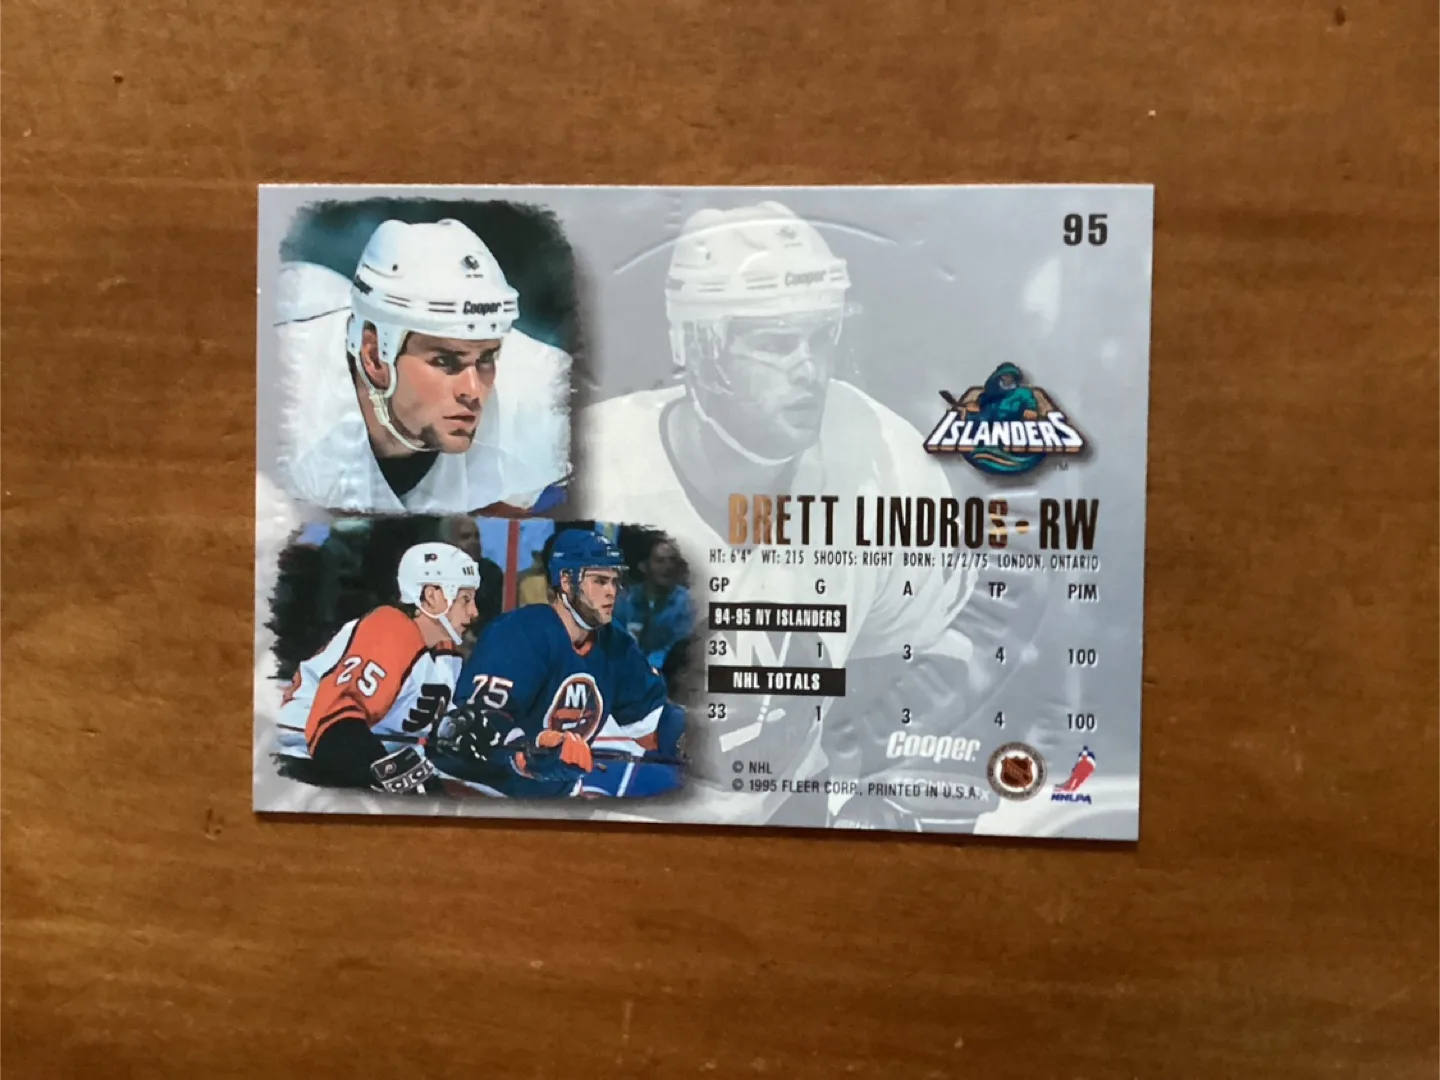 95
Cooper
Cooper
ISLANDERS
TM
BRETT LINDROS • RW
HT: 6'4" WT: 215 SHOOTS: RIGHT BORN: 12/2/75 LONDON, ONTARIO
GP G A TP PIM
94-95 NY ISLANDERS
33 1 3 4 100
NHL TOTALS
33 1 3 4 100
25
75
Cooper
© NHL
© 1995 FLEER CORP., PRINTED IN U.S.A.
NHLPA